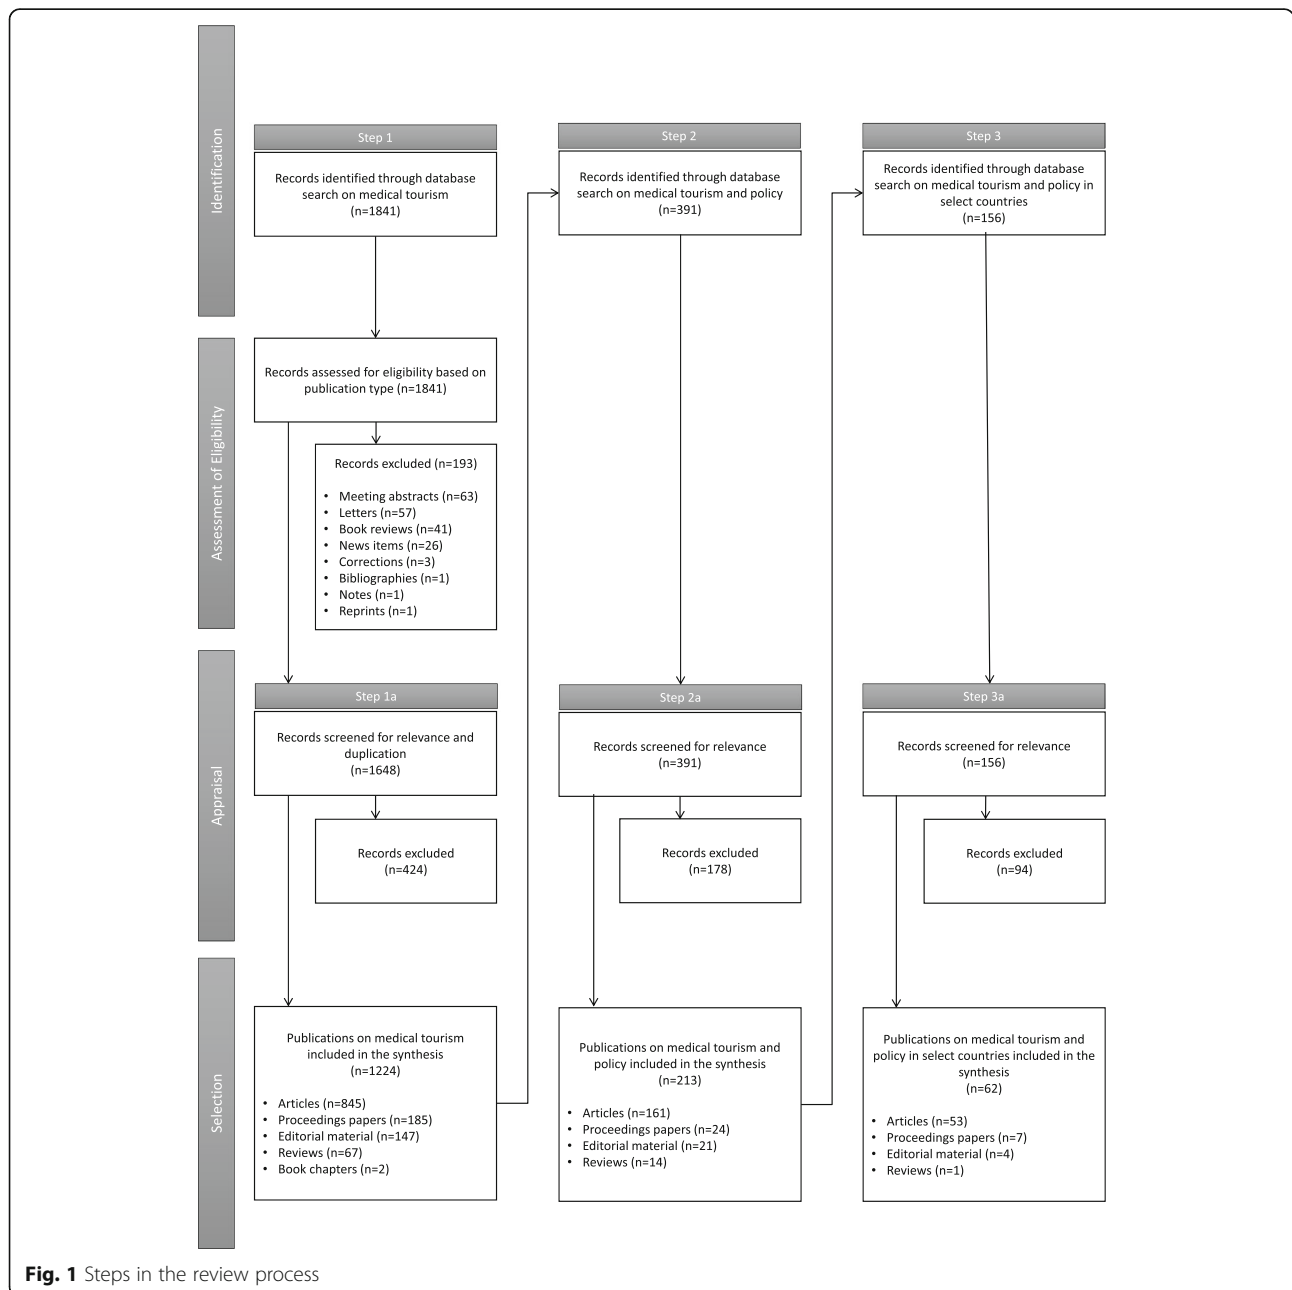 Identification
Step 1
Records identified through database
search on medical tourism
(n=1841)
Step 2
Records identified through database
search on medical tourism and policy
(n=391)
Step 3
Records identified through database
search on medical tourism and policy in
select countries
(n=156)
Assessment of Eligibility
Records assessed for eligibility based on
publication type (n=1841)
Records excluded (n=193)
• Meeting abstracts (n=63)
• Letters (n=57)
• Book reviews (n=41)
• News items (n=26)
• Corrections (n=3)
• Bibliographies (n=1)
• Notes (n=1)
• Reprints (n=1)
Appraisal
Step 1a
Records screened for relevance and
duplication
(n=1648)
Records excluded
(n=424)
Step 2a
Records screened for relevance
(n=391)
Records excluded
(n=178)
Step 3a
Records screened for relevance
(n=156)
Records excluded
(n=94)
Selection
Publications on medical tourism
included in the synthesis
(n=1224)
• Articles (n=845)
• Proceedings papers (n=185)
• Editorial material (n=147)
• Reviews (n=67)
• Book chapters (n=2)
Publications on medical tourism and
policy included in the synthesis
(n=213)
• Articles (n=161)
• Proceedings papers (n=24)
• Editorial material (n=21)
• Reviews (n=14)
Publications on medical tourism and
policy in select countries included in the
synthesis
(n=62)
• Articles (n=53)
• Proceedings papers (n=7)
• Editorial material (n=4)
• Reviews (n=1)
Fig. 1 Steps in the review process